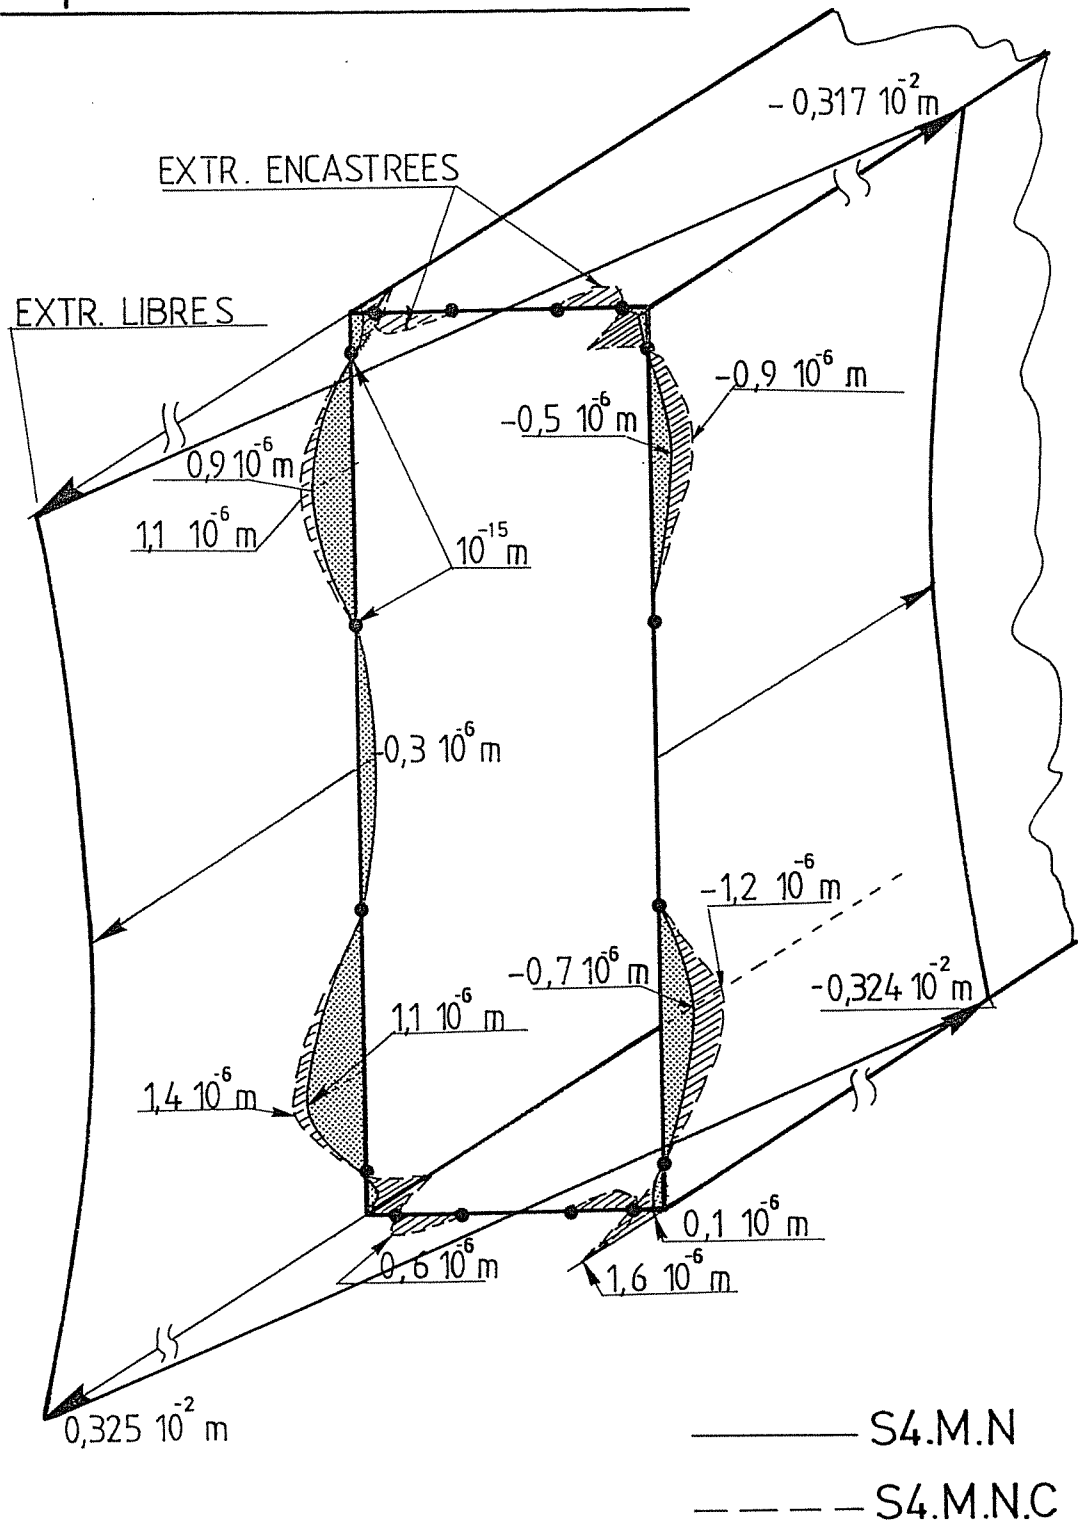 - 0,317 10⁻² m
EXTR. ENCASTREES
EXTR. LIBRES
-0,9 10⁻⁶ m
-0,5 10⁻⁶ m
0,9 10⁻⁶ m
1,1 10⁻⁶ m
10⁻¹⁵ m
-0,3 10⁻⁶ m
-1,2 10⁻⁶ m
-0,7 10⁻⁶ m
-0,324 10⁻² m
1,1 10⁻⁶ m
1,4 10⁻⁶ m
0,1 10⁻⁶ m
0,6 10⁻⁶ m
1,6 10⁻⁶ m
0,325 10⁻² m
S4.M.N
S4.M.N.C